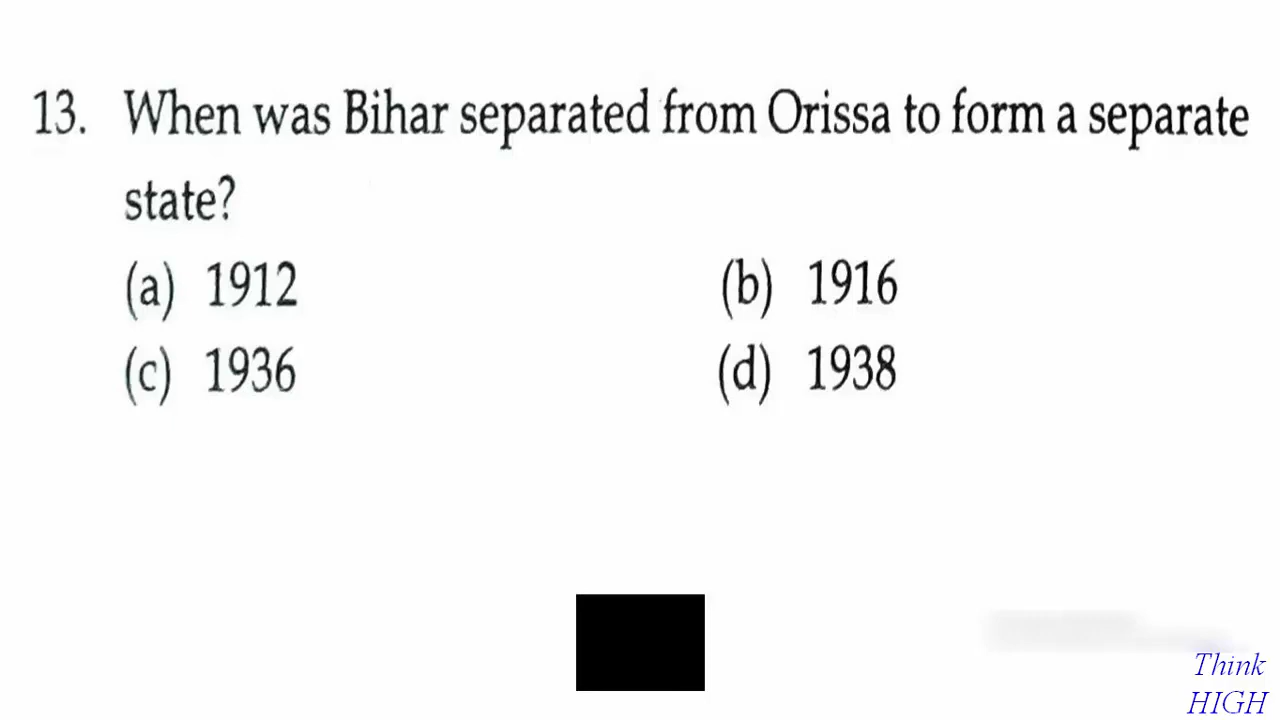 13. When was Bihar separated from Orissa to form a separate
state?
(a) 1912 (b) 1916
(c) 1936 (d) 1938
Think
HIGH